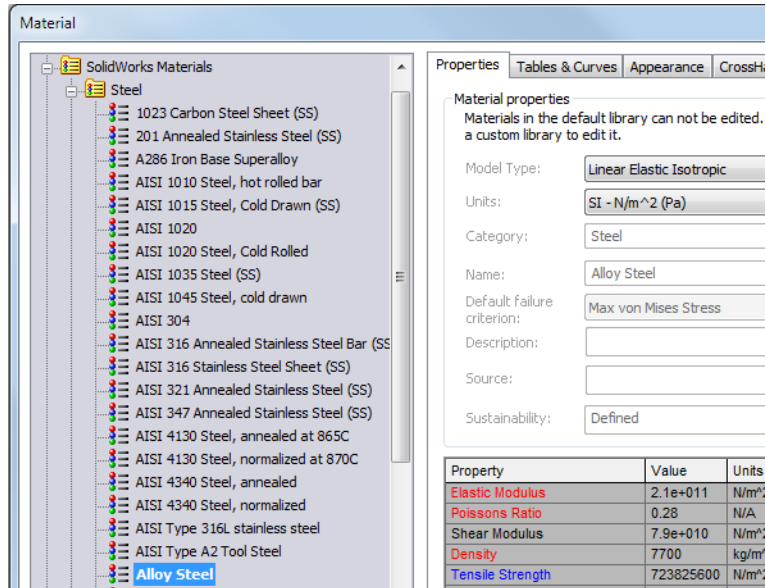 Material
SolidWorks Materials
Steel
1023 Carbon Steel Sheet (SS)
201 Annealed Stainless Steel (SS)
A286 Iron Base Superalloy
AISI 1010 Steel, hot rolled bar
AISI 1015 Steel, Cold Drawn (SS)
AISI 1020
AISI 1020 Steel, Cold Rolled
AISI 1035 Steel (SS)
AISI 1045 Steel, cold drawn
AISI 304
AISI 316 Annealed Stainless Steel Bar (SS
AISI 316 Stainless Steel Sheet (SS)
AISI 321 Annealed Stainless Steel (SS)
AISI 347 Annealed Stainless Steel (SS)
AISI 4130 Steel, annealed at 865C
AISI 4130 Steel, normalized at 870C
AISI 4340 Steel, annealed
AISI 4340 Steel, normalized
AISI Type 316L stainless steel
AISI Type A2 Tool Steel
Alloy Steel
Properties Tables & Curves Appearance CrossHa
Material properties
Materials in the default library can not be edited.
a custom library to edit it.
Model Type: Linear Elastic Isotropic
Units: SI - N/m^2 (Pa)
Category: Steel
Name: Alloy Steel
Default failure
criterion: Max von Mises Stress
Description:
Source:
Sustainability: Defined
Property Value Units
Elastic Modulus 2.1e+011 N/m^2
Poissons Ratio 0.28 N/A
Shear Modulus 7.9e+010 N/m^2
Density 7700 kg/m^
Tensile Strength 723825600 N/m^2